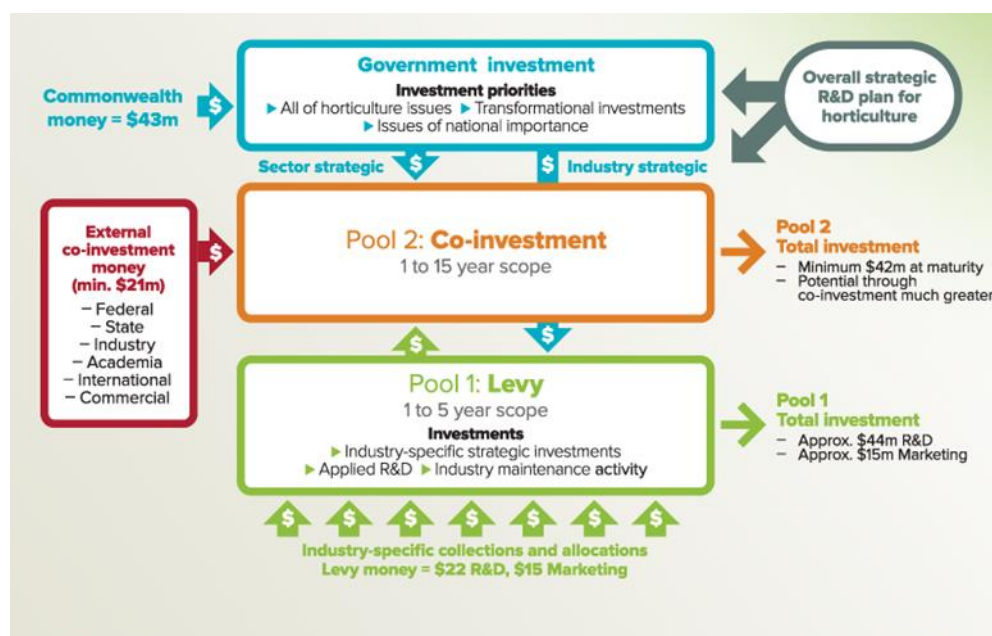 Government investment
Investment priorities
▶ All of horticulture issues ▶ Transformational investments
▶ Issues of national importance
Commonwealth
money = $43m
$
Overall strategic
R&D plan for
horticulture
Sector strategic
$
$
Industry strategic
External
co-investment
money
(min. $21m)
– Federal
– State
– Industry
– Academia
– International
– Commercial
$
Pool 2: Co-investment
1 to 15 year scope
Pool 2
Total investment
– Minimum $42m at maturity
– Potential through
co-investment much greater
$
$
Pool 1: Levy
1 to 5 year scope
Investments
▶ Industry-specific strategic investments
▶ Applied R&D ▶ Industry maintenance activity
Pool 1
Total investment
– Approx. $44m R&D
– Approx. $15m Marketing
$ $ $ $ $ $ $
Industry-specific collections and allocations
Levy money = $22 R&D, $15 Marketing